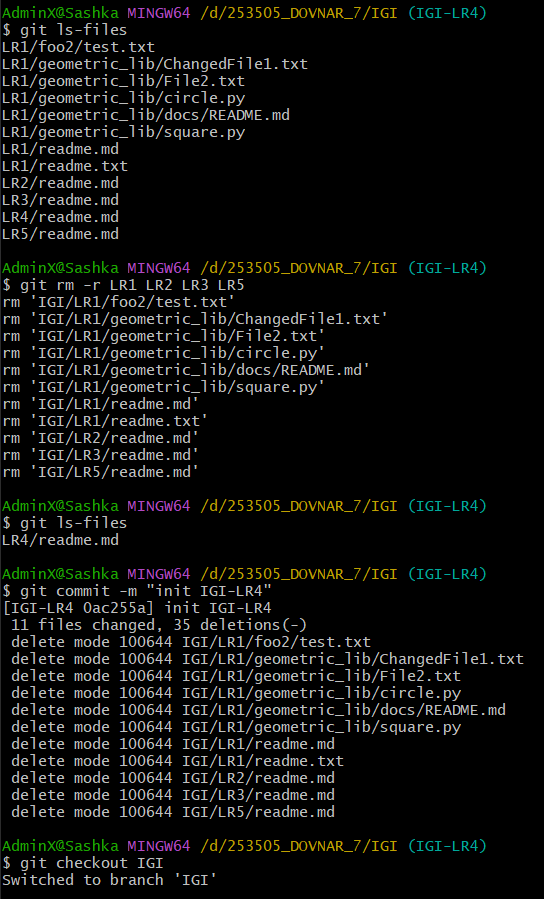 AdminX@Sashka MINGW64 /d/253505_DOVNAR_7/IGI (IGI-LR4)
$ git ls-files
LR1/foo2/test.txt
LR1/geometric_lib/ChangedFile1.txt
LR1/geometric_lib/File2.txt
LR1/geometric_lib/circle.py
LR1/geometric_lib/docs/README.md
LR1/geometric_lib/square.py
LR1/readme.md
LR1/readme.txt
LR2/readme.md
LR3/readme.md
LR4/readme.md
LR5/readme.md
AdminX@Sashka MINGW64 /d/253505_DOVNAR_7/IGI (IGI-LR4)
$ git rm -r LR1 LR2 LR3 LR5
rm 'IGI/LR1/foo2/test.txt'
rm 'IGI/LR1/geometric_lib/ChangedFile1.txt'
rm 'IGI/LR1/geometric_lib/File2.txt'
rm 'IGI/LR1/geometric_lib/circle.py'
rm 'IGI/LR1/geometric_lib/docs/README.md'
rm 'IGI/LR1/geometric_lib/square.py'
rm 'IGI/LR1/readme.md'
rm 'IGI/LR1/readme.txt'
rm 'IGI/LR2/readme.md'
rm 'IGI/LR3/readme.md'
rm 'IGI/LR5/readme.md'
AdminX@Sashka MINGW64 /d/253505_DOVNAR_7/IGI (IGI-LR4)
$ git ls-files
LR4/readme.md
AdminX@Sashka MINGW64 /d/253505_DOVNAR_7/IGI (IGI-LR4)
$ git commit -m "init IGI-LR4"
[IGI-LR4 0ac255a] init IGI-LR4
 11 files changed, 35 deletions(-)
 delete mode 100644 IGI/LR1/foo2/test.txt
 delete mode 100644 IGI/LR1/geometric_lib/ChangedFile1.txt
 delete mode 100644 IGI/LR1/geometric_lib/File2.txt
 delete mode 100644 IGI/LR1/geometric_lib/circle.py
 delete mode 100644 IGI/LR1/geometric_lib/docs/README.md
 delete mode 100644 IGI/LR1/geometric_lib/square.py
 delete mode 100644 IGI/LR1/readme.md
 delete mode 100644 IGI/LR1/readme.txt
 delete mode 100644 IGI/LR2/readme.md
 delete mode 100644 IGI/LR3/readme.md
 delete mode 100644 IGI/LR5/readme.md
AdminX@Sashka MINGW64 /d/253505_DOVNAR_7/IGI (IGI-LR4)
$ git checkout IGI
Switched to branch 'IGI'